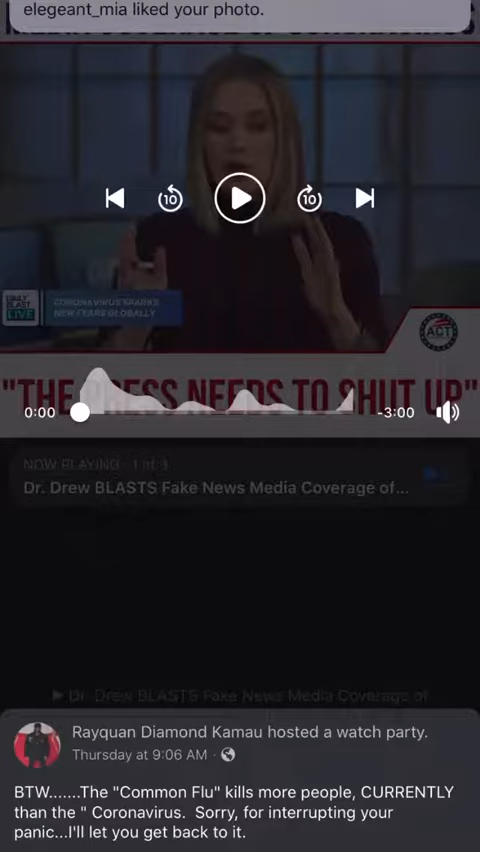 elegeant_mia liked your photo.
10
10
DAILY
BLAST
LIVE
CORONAVIRUS SPARKS
NEW FEARS GLOBALLY
ACT
"THE PRESS NEEDS TO SHUT UP"
0:00
-3:00
NOW PLAYING · 1 of 3
Dr. Drew BLASTS Fake News Media Coverage of...
Dr. Drew BLASTS Fake News Media Coverage of
Rayquan Diamond Kamau hosted a watch party.
Thursday at 9:06 AM ·
BTW.......The "Common Flu" kills more people, CURRENTLY
than the " Coronavirus.  Sorry, for interrupting your
panic...I'll let you get back to it.